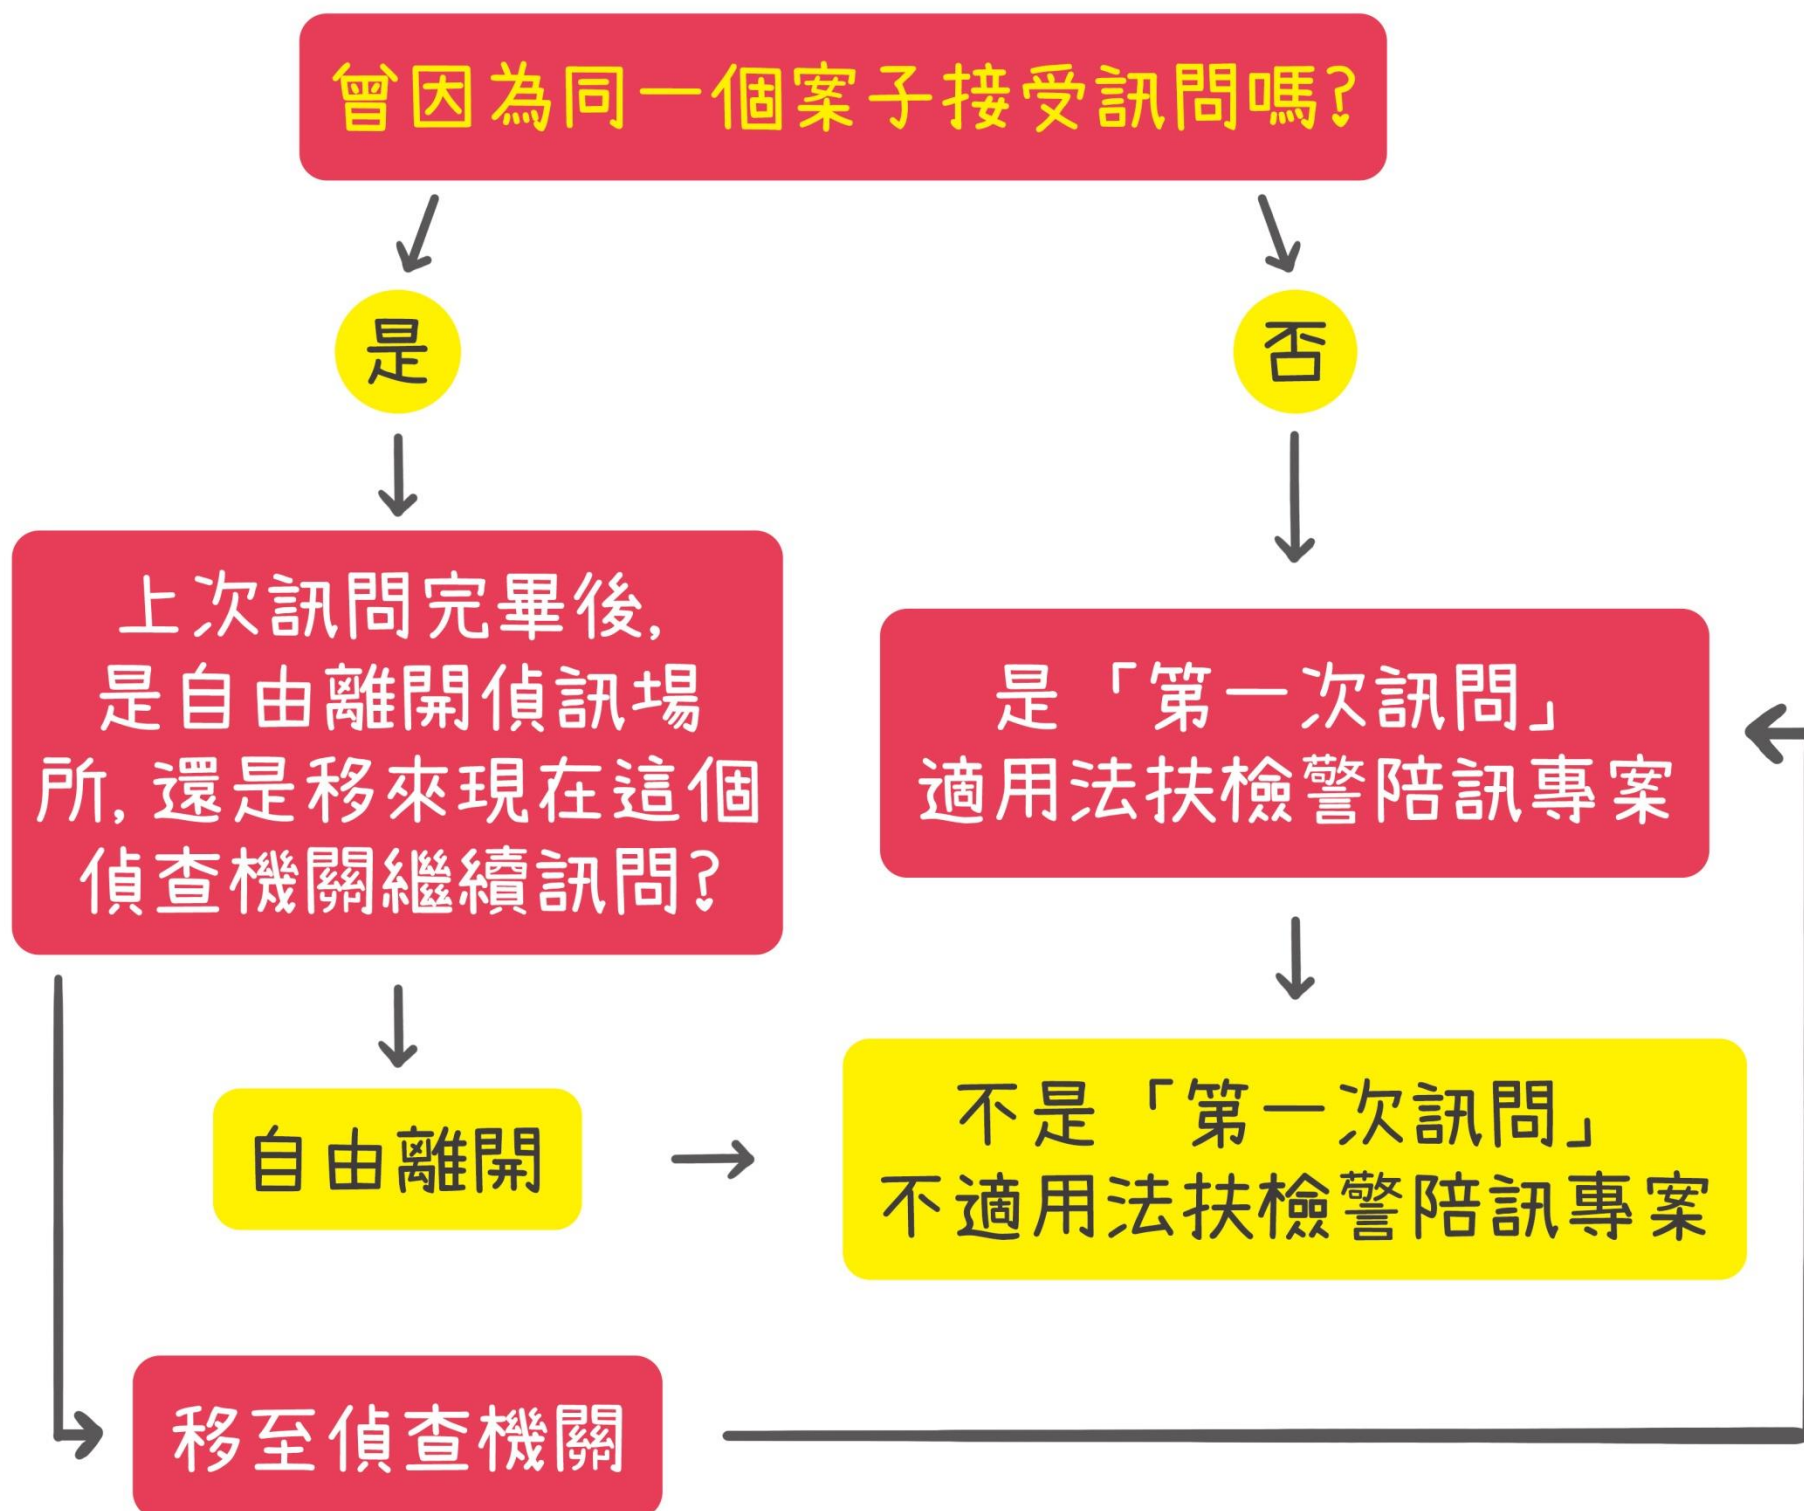 曾因為同一個案子接受訊問嗎?
是
否
上次訊問完畢後,
是自由離開偵訊場
所, 還是移來現在這個
偵查機關繼續訊問?
是「第一次訊問」
適用法扶檢警陪訊專案
自由離開
不是「第一次訊問」
不適用法扶檢警陪訊專案
移至偵查機關